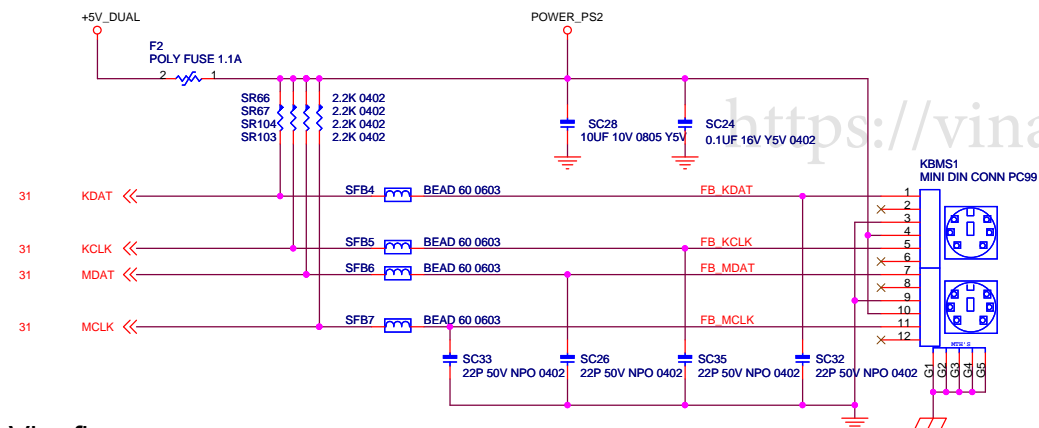 +5V_DUAL
POWER_PS2
F2
POLY FUSE 1.1A
2 1
SR66 2.2K 0402
SR67 2.2K 0402
SR104 2.2K 0402
SR103 2.2K 0402
SC28
10UF 10V 0805 Y5V
SC24
0.1UF 16V Y5V 0402
https://vina
KBMS1
MINI DIN CONN PC99
31 KDAT SFB4 BEAD 60 0603 FB_KDAT 1
2
3
4
31 KCLK SFB5 BEAD 60 0603 FB_KCLK 5
6
31 MDAT SFB6 BEAD 60 0603 FB_MDAT 7
8
9
10
31 MCLK SFB7 BEAD 60 0603 FB_MCLK 11
12
MTH'S
G1 G2 G3 G4 G5
SC33
22P 50V NPO 0402
SC26
22P 50V NPO 0402
SC35
22P 50V NPO 0402
SC32
22P 50V NPO 0402